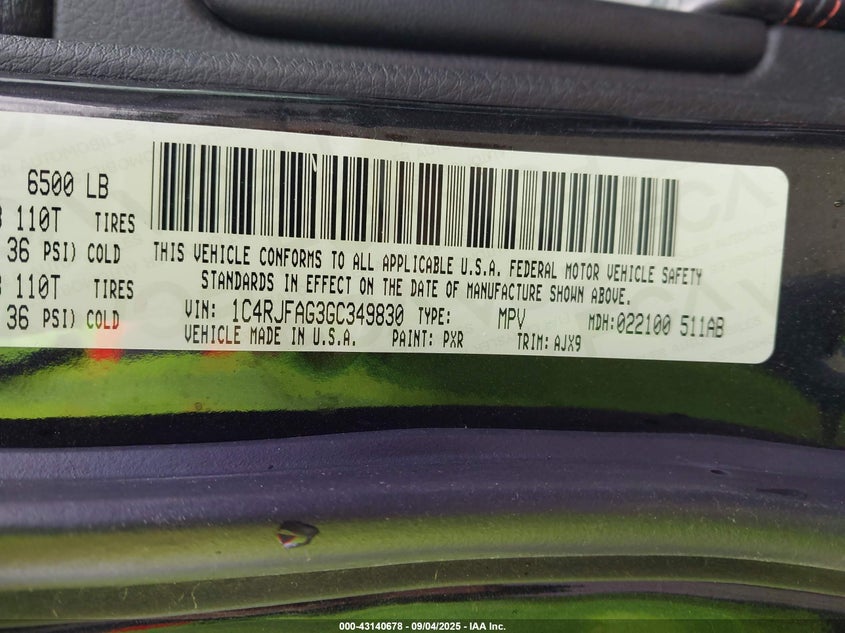 6500 LB
110T TIRES
36 PSI) COLD
110T TIRES
36 PSI) COLD
THIS VEHICLE CONFORMS TO ALL APPLICABLE U.S.A. FEDERAL MOTOR VEHICLE SAFETY
STANDARDS IN EFFECT ON THE DATE OF MANUFACTURE SHOWN ABOVE.
VIN: 1C4RJFAG3GC349830 TYPE: MPV MDH:022100 511AB
VEHICLE MADE IN U.S.A. PAINT: PXR TRIM: AJX9
000-43140678 - 09/04/2025 - IAA Inc.